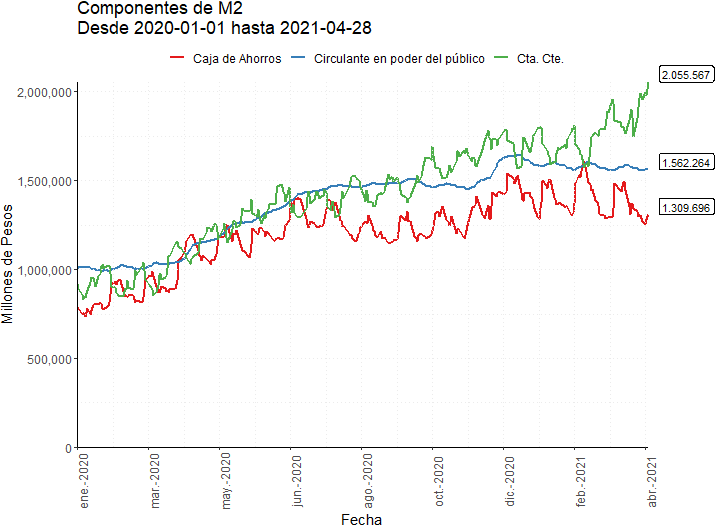 Componentes de M2
Desde 2020-01-01 hasta 2021-04-28
Caja de Ahorros Circulante en poder del público Cta. Cte.
2.055.567
1.562.264
1.309.696
Millones de Pesos
2,000,000
1,500,000
1,000,000
500,000
0
ene.-2020
mar.-2020
may.-2020
jun.-2020
ago.-2020
oct.-2020
dic.-2020
feb.-2021
abr.-2021
Fecha